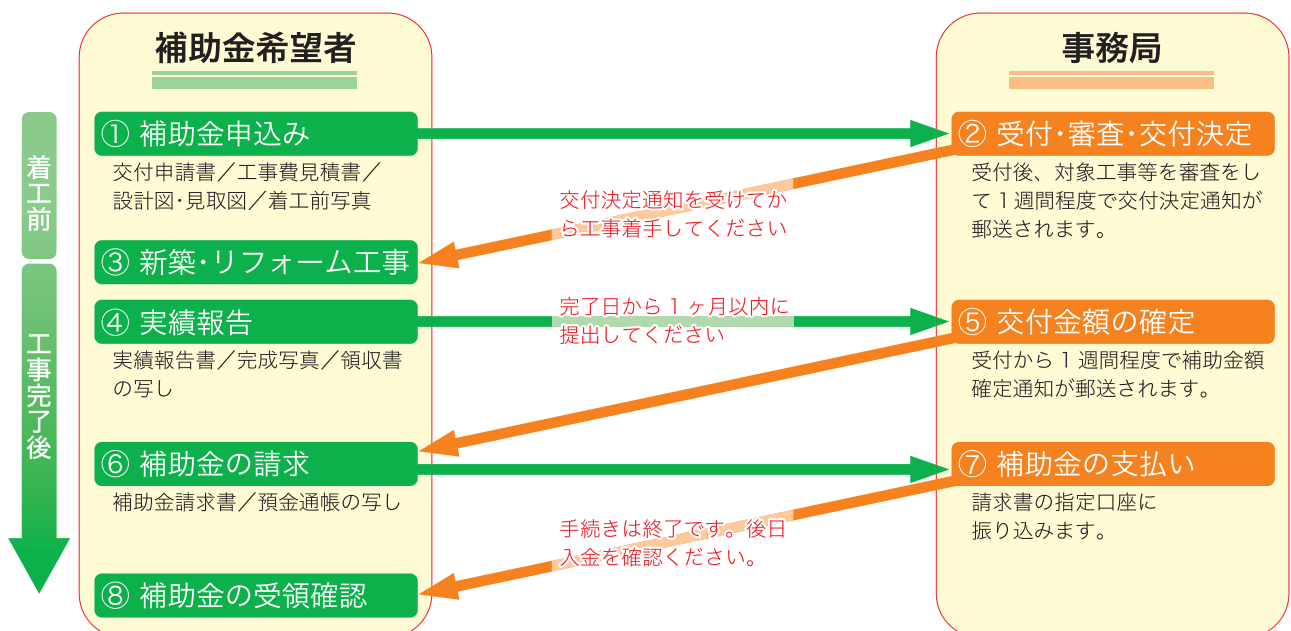 補助金希望者
事務局
着工前
工事完了後
① 補助金申込み
交付申請書／工事費見積書／
設計図・見取図／着工前写真
② 受付・審査・交付決定
受付後、対象工事等を審査をし
て１週間程度で交付決定通知が
郵送されます。
交付決定通知を受けてか
ら工事着手してください
③ 新築・リフォーム工事
④ 実績報告
実績報告書／完成写真／領収書
の写し
完了日から１ヶ月以内に
提出してください
⑤ 交付金額の確定
受付から１週間程度で補助金額
確定通知が郵送されます。
⑥ 補助金の請求
補助金請求書／預金通帳の写し
⑦ 補助金の支払い
請求書の指定口座に
振り込みます。
手続きは終了です。後日
入金を確認ください。
⑧ 補助金の受領確認